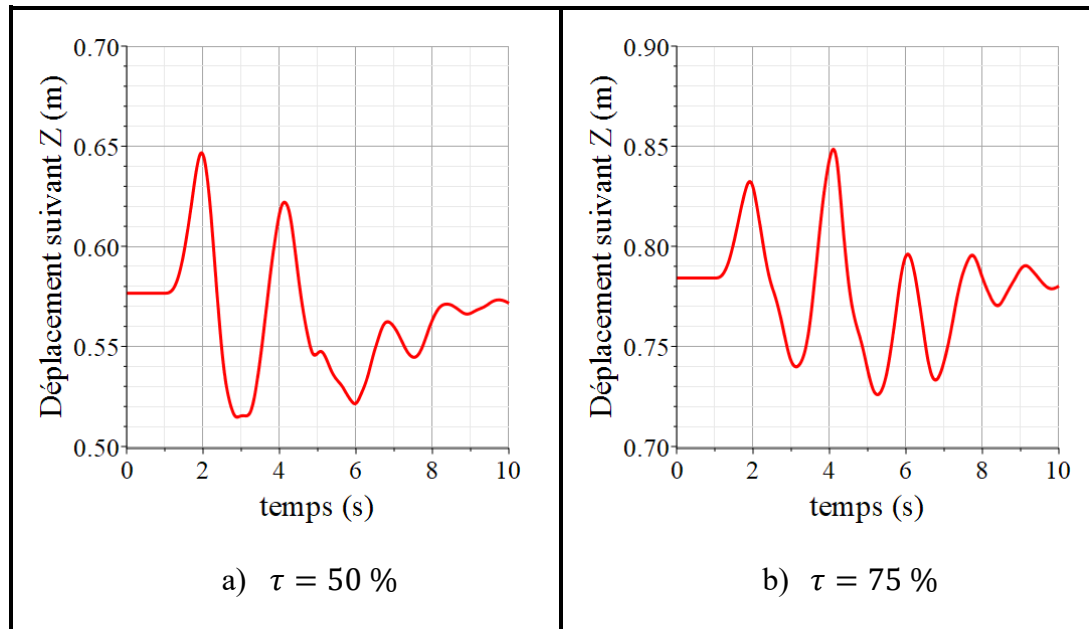 Déplacement suivant Z (m)
0.70
0.65
0.60
0.55
0.50
0 2 4 6 8 10
temps (s)
a) τ = 50 %
Déplacement suivant Z (m)
0.90
0.85
0.80
0.75
0.70
0 2 4 6 8 10
temps (s)
b) τ = 75 %